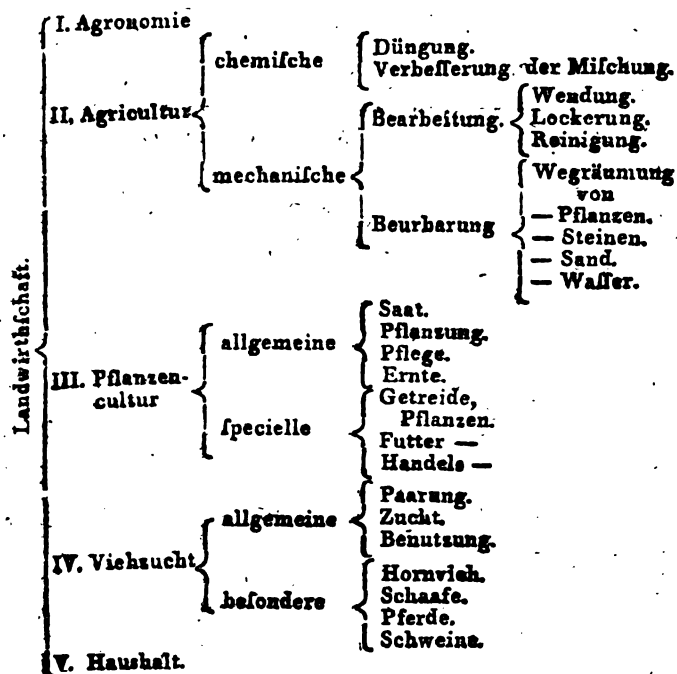 Landwirthſchaft.
I. Agronomie
II. Agricultur
chemiſche
Düngung.
Verbeſſerung der Miſchung.
mechaniſche
Bearbeitung.
Wendung.
Lockerung.
Reinigung.
Beurbarung
Wegräumung
von
— Pflanzen.
— Steinen.
— Sand.
— Waſſer.
III. Pflanzen-
cultur
allgemeine
Saat.
Pflanzung.
Pflege.
Ernte.
ſpecielle
Getreide,
Pflanzen.
Futter —
Handels —
IV. Viehzucht
allgemeine
Paarung.
Zucht.
Benutzung.
beſondere
Hornvieh.
Schaafe.
Pferde.
Schweine.
V. Haushalt.